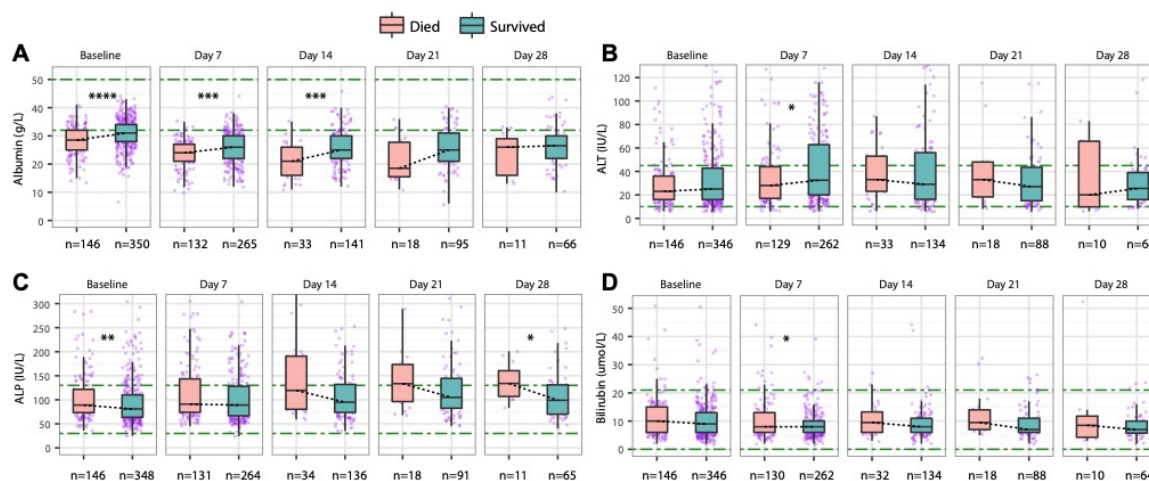 Died Survived
A
Baseline Day 7 Day 14 Day 21 Day 28
Albumin (g/L)
50
40
30
20
10
0
**** *** ***
n=146 n=350 n=132 n=265 n=33 n=141 n=18 n=95 n=11 n=66
B
Baseline Day 7 Day 14 Day 21 Day 28
ALT (IU/L)
120
100
80
60
40
20
0
*
n=146 n=346 n=129 n=262 n=33 n=134 n=18 n=88 n=10 n=64
C
Baseline Day 7 Day 14 Day 21 Day 28
ALP (IU/L)
300
250
200
150
100
50
0
** *
n=146 n=348 n=131 n=264 n=34 n=136 n=18 n=91 n=11 n=65
D
Baseline Day 7 Day 14 Day 21 Day 28
Bilirubin (umo/L)
50
40
30
20
10
0
*
n=146 n=346 n=130 n=262 n=32 n=134 n=18 n=88 n=10 n=64